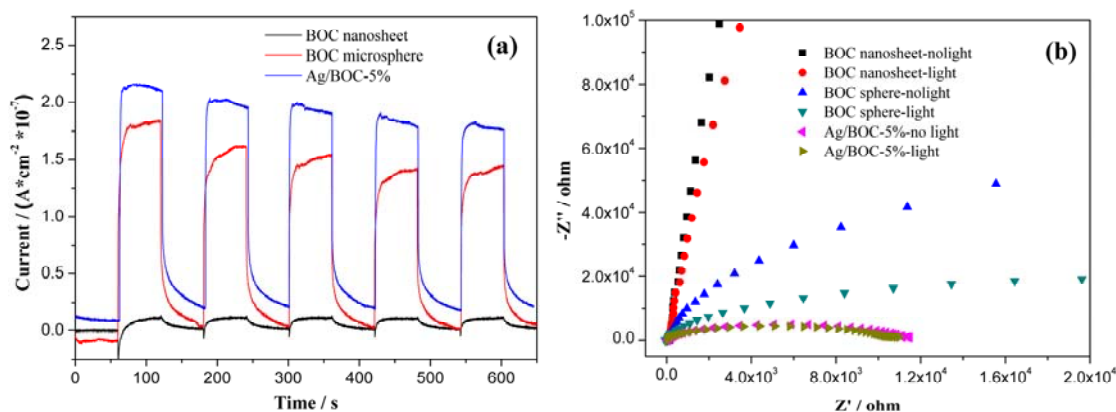 (a)
BOC nanosheet
BOC microsphere
Ag/BOC-5%
2.5
2.0
1.5
1.0
0.5
0.0
Current / (A*cm⁻²*10⁻⁷)
0 100 200 300 400 500 600
Time / s
(b)
BOC nanosheet-nolight
BOC nanosheet-light
BOC sphere-nolight
BOC sphere-light
Ag/BOC-5%-no light
Ag/BOC-5%-light
1.0x10⁵
8.0x10⁴
6.0x10⁴
4.0x10⁴
2.0x10⁴
0.0
-Z'' / ohm
0.0 4.0x10³ 8.0x10³ 1.2x10⁴ 1.6x10⁴ 2.0x10⁴
Z' / ohm